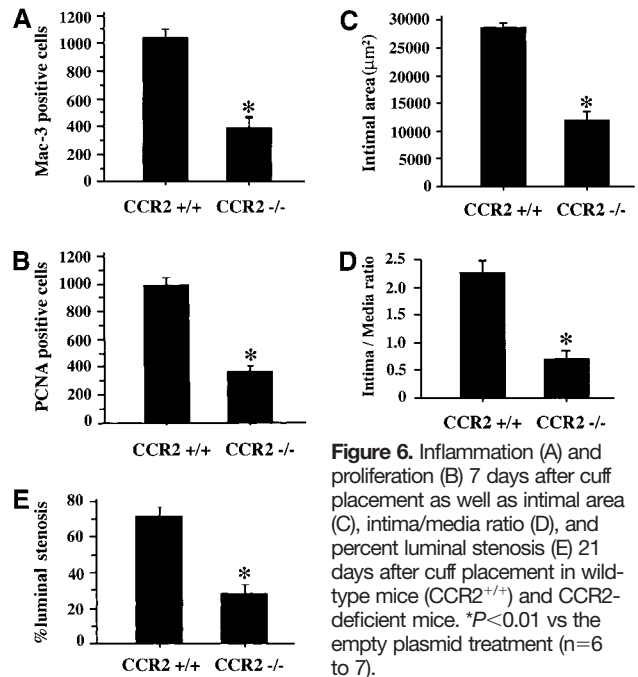 A
Mac-3 positive cells
1200
1000
800
600
400
200
0
*
CCR2 +/+ CCR2 -/-
B
PCNA positive cells
1000
800
600
400
200
0
*
CCR2 +/+ CCR2 -/-
E
%luminal stenosis
80
60
40
20
0
*
CCR2 +/+ CCR2 -/-
C
Intimal area (μm²)
30000
25000
20000
15000
10000
5000
0
*
CCR2 +/+ CCR2 -/-
D
Intima / Media ratio
2.5
2.0
1.5
1.0
0.5
0
*
CCR2 +/+ CCR2 -/-
Figure 6. Inflammation (A) and
proliferation (B) 7 days after cuff
placement as well as intimal area
(C), intima/media ratio (D), and
percent luminal stenosis (E) 21
days after cuff placement in wild-
type mice (CCR2+/+) and CCR2-
deficient mice. *P<0.01 vs the
empty plasmid treatment (n=6
to 7).